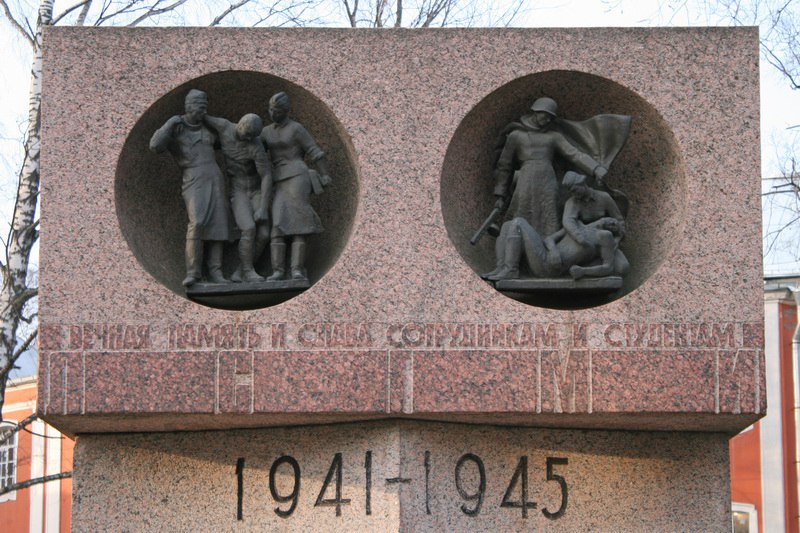 ВЕЧНАЯ ПАМЯТЬ И СЛАВА СОТРУДНИКАМ И СТУДЕНТАМ
Л С Г М И
1941-1945